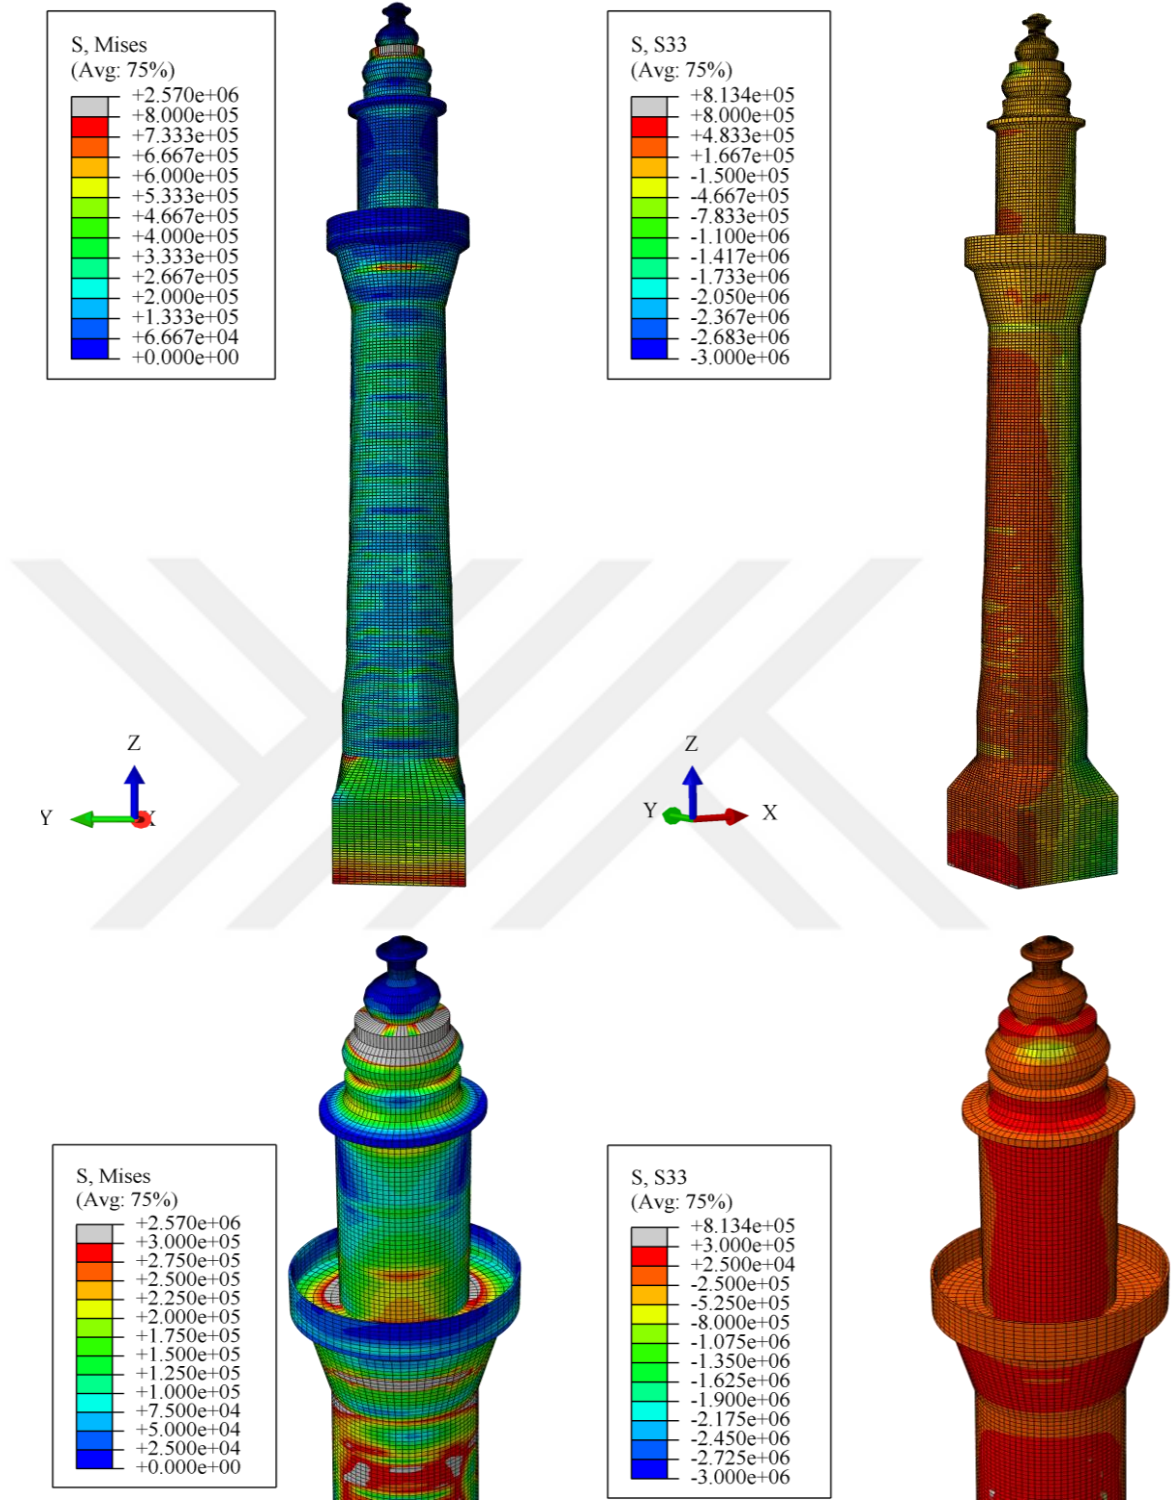 S, Mises
(Avg: 75%)
+2.570e+06
+8.000e+05
+7.333e+05
+6.667e+05
+6.000e+05
+5.333e+05
+4.667e+05
+4.000e+05
+3.333e+05
+2.667e+05
+2.000e+05
+1.333e+05
+6.667e+04
+0.000e+00
S, S33
(Avg: 75%)
+8.134e+05
+8.000e+05
+4.833e+05
+1.667e+05
-1.500e+05
-4.667e+05
-7.833e+05
-1.100e+06
-1.417e+06
-1.733e+06
-2.050e+06
-2.367e+06
-2.683e+06
-3.000e+06
Z
Y
X
Z
Y
X
S, Mises
(Avg: 75%)
+2.570e+06
+3.000e+05
+2.750e+05
+2.500e+05
+2.250e+05
+2.000e+05
+1.750e+05
+1.500e+05
+1.250e+05
+1.000e+05
+7.500e+04
+5.000e+04
+2.500e+04
+0.000e+00
S, S33
(Avg: 75%)
+8.134e+05
+3.000e+05
+2.500e+04
-2.500e+05
-5.250e+05
-8.000e+05
-1.075e+06
-1.350e+06
-1.625e+06
-1.900e+06
-2.175e+06
-2.450e+06
-2.725e+06
-3.000e+06